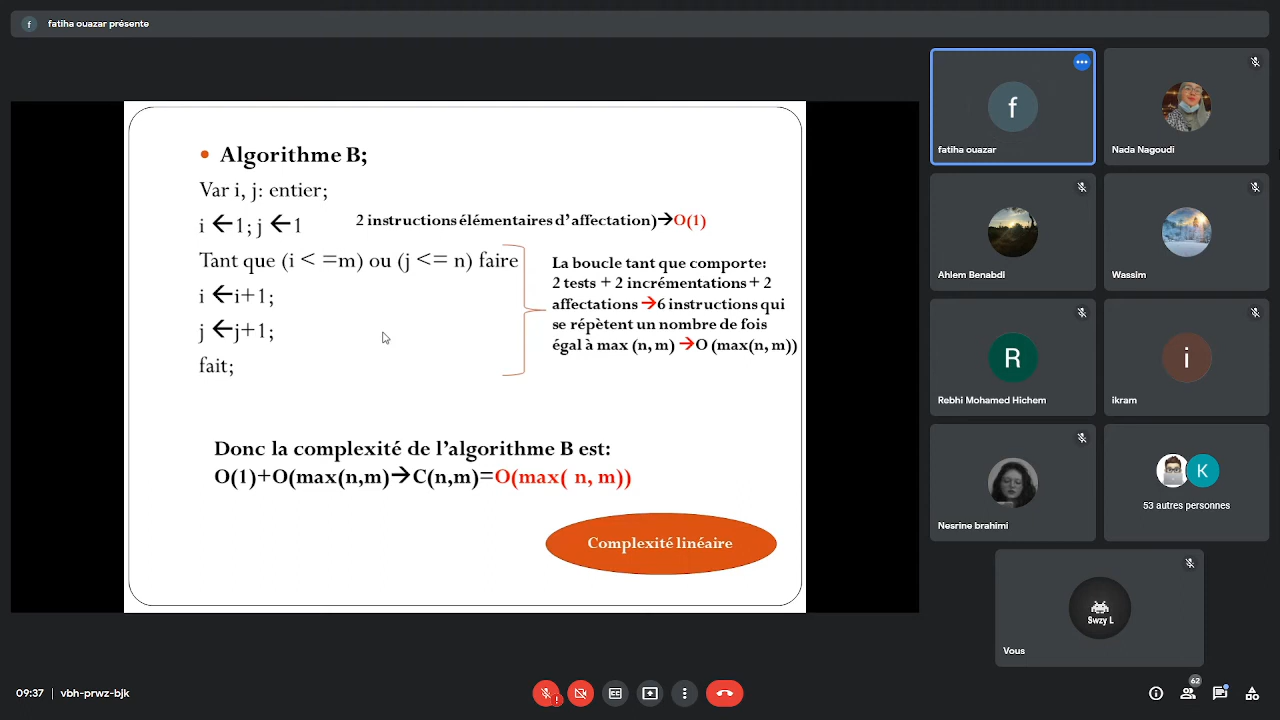 f fatiha ouazar présente
• Algorithme B;
Var i, j: entier;
i ←1; j ←1 2 instructions élémentaires d'affectation)→O(1)
Tant que (i < =m) ou (j <= n) faire
i ←i+1;
j ←j+1;
fait;
La boucle tant que comporte:
2 tests + 2 incrémentations + 2
affectations →6 instructions qui
se répètent un nombre de fois
égal à max (n, m) →O (max(n, m))
Donc la complexité de l'algorithme B est:
O(1)+O(max(n,m)→C(n,m)=O(max( n, m))
Complexité linéaire
f
fatiha ouazar
Nada Nagoudi
Ahlem Benabdi
Wassim
R
Rebhi Mohamed Hichem
i
ikram
Nesrine brahimi
K
53 autres personnes
Swzy L
Vous
09:37 | vbh-prwz-bjk
62